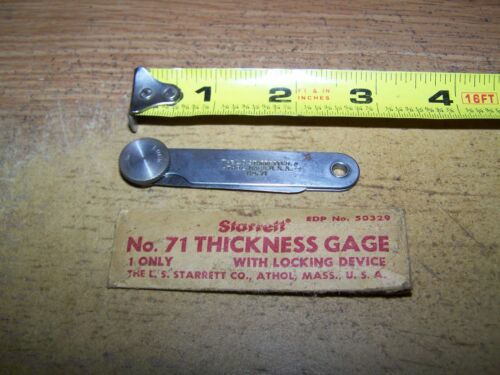 1 2 3 4
FT & IN
INCHES
16FT
Starrett
EDP No. 50329
No. 71 THICKNESS GAGE
1 ONLY WITH LOCKING DEVICE
THE L. S. STARRETT CO., ATHOL, MASS., U. S. A.